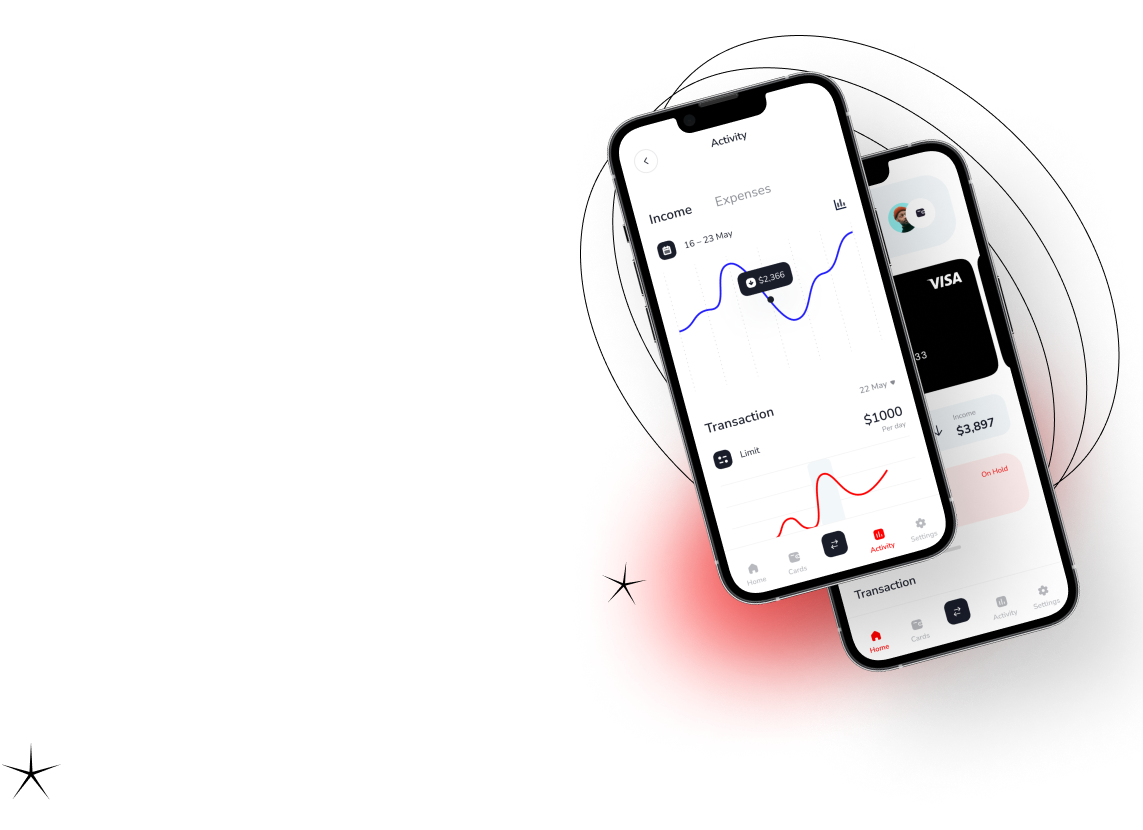 Activity
Income Expenses
16 – 23 May
$2,366
22 May
Transaction
$1000
Per day
Limit
Home
Cards
Activity
Settings
VISA
33
Income
$3,897
On Hold
Transaction
Home
Cards
Activity
Settings